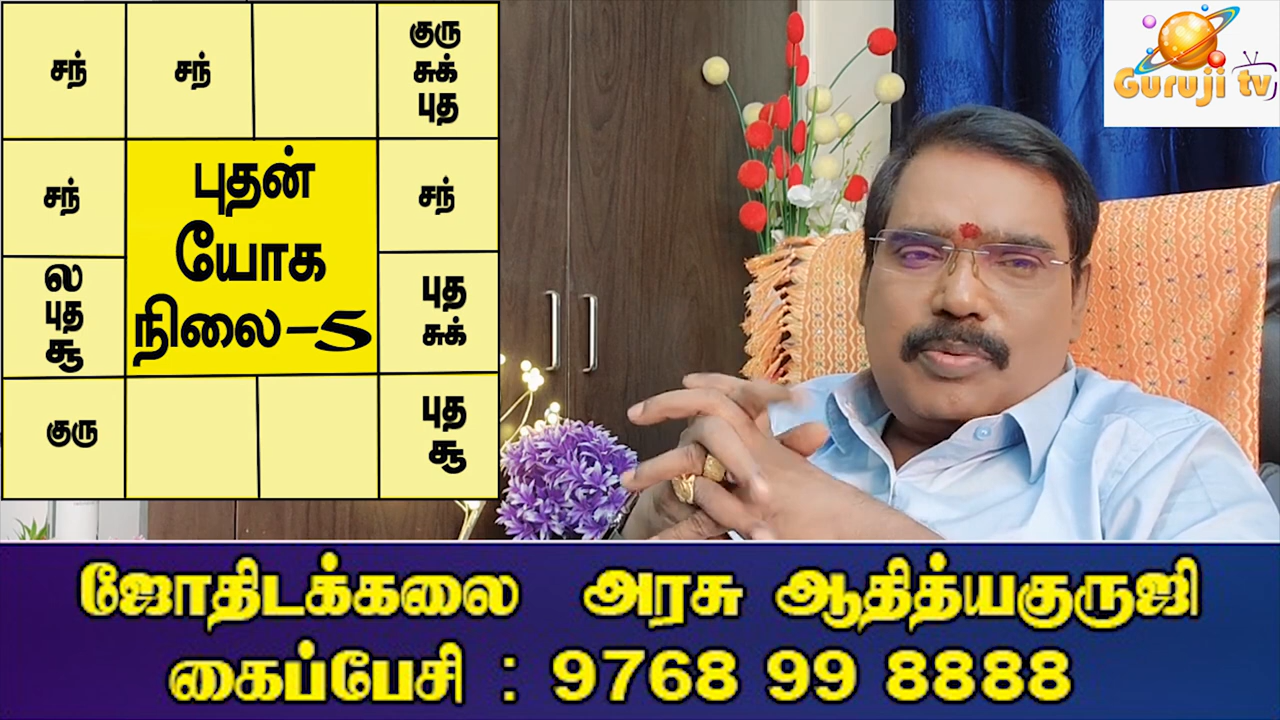 சந்
சந்
குரு
சுக்
புத
Guruji tv
சந்
புதன்
யோக
நிலை-5
சந்
ல
புத
சூ
புத
சுக்
குரு
புத
சூ
ஜோதிடக்கலை அரசு ஆதித்யகுருஜி
கைப்பேசி : 9768 99 8888